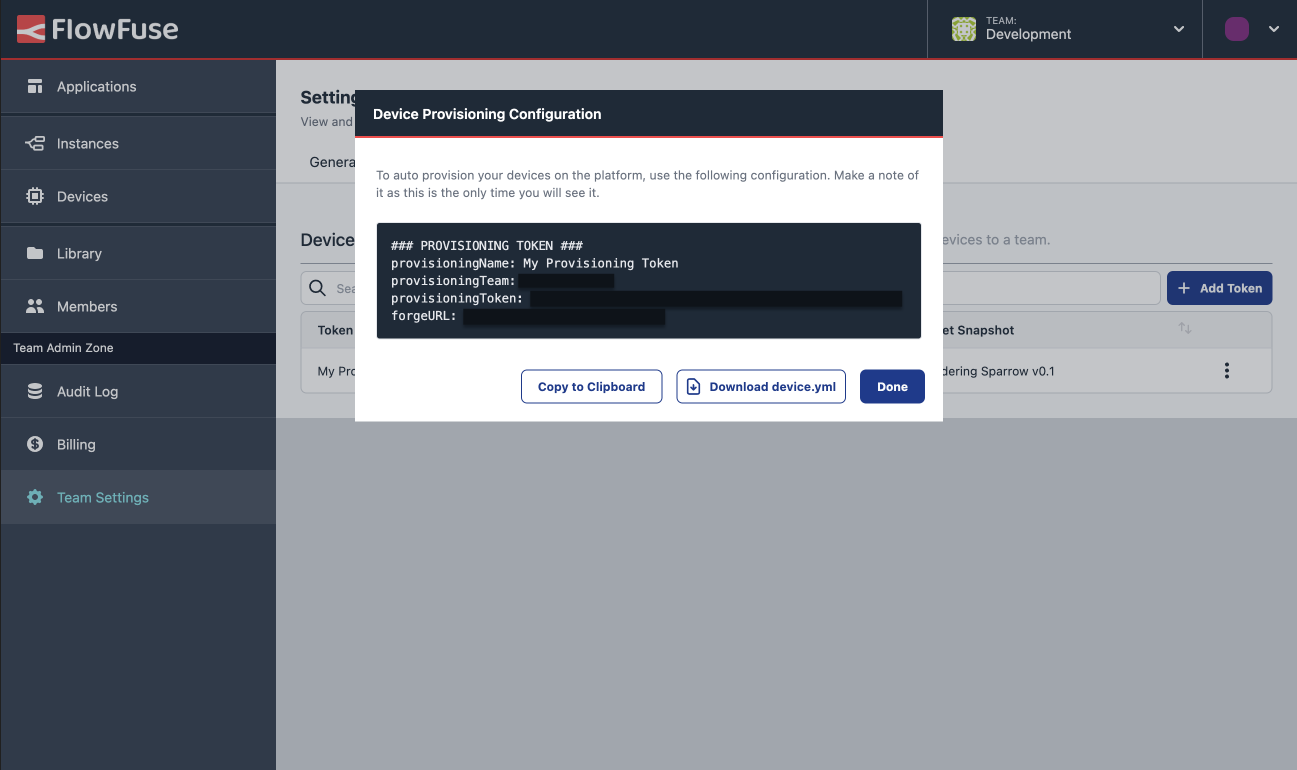 FlowFuse
TEAM:
Development
Applications
Instances
Devices
Library
Members
Team Admin Zone
Audit Log
Billing
Team Settings
Setting
View and
Genera
Device
evices to a team.
Sea
Add Token
Token
et Snapshot
My Pro
dering Sparrow v0.1
Device Provisioning Configuration
To auto provision your devices on the platform, use the following configuration. Make a note of
it as this is the only time you will see it.
### PROVISIONING TOKEN ###
provisioningName: My Provisioning Token
provisioningTeam:
provisioningToken:
forgeURL:
Copy to Clipboard
Download device.yml
Done